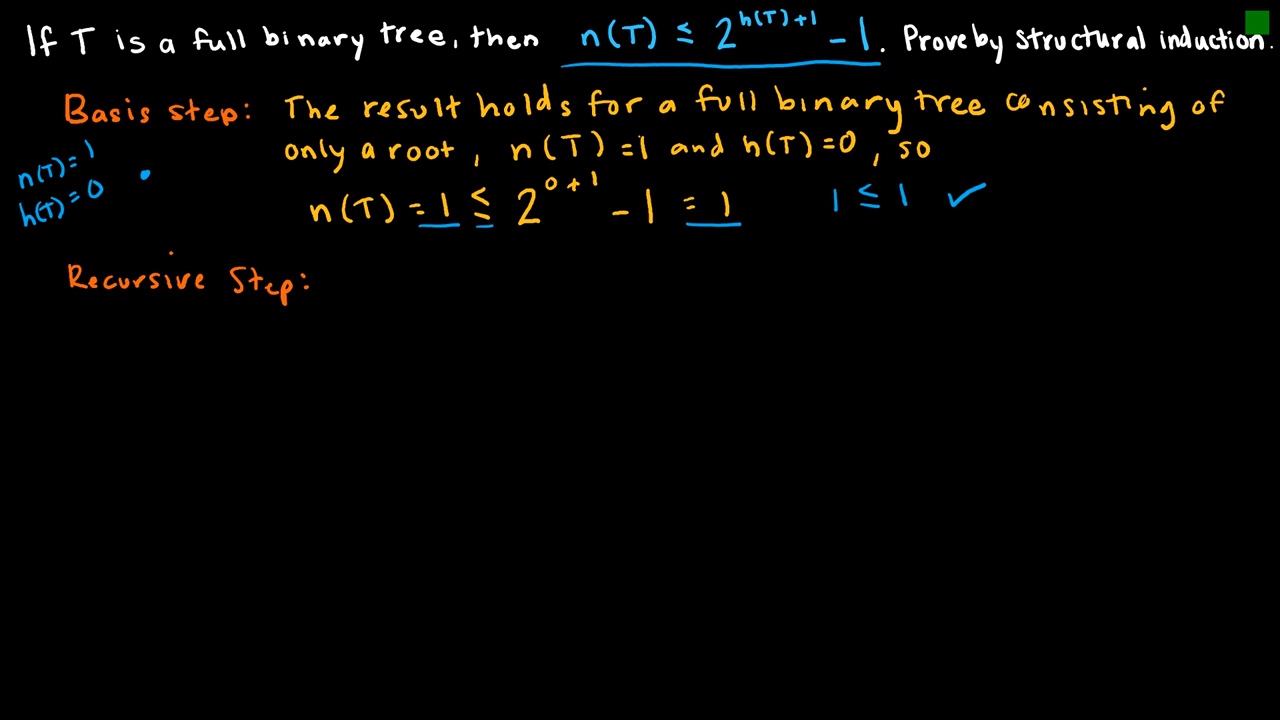 If T is a full binary tree, then n(T) ≤ 2^{h(T)+1} - 1. Prove by structural induction.
Basis step: The result holds for a full binary tree consisting of
only a root, n(T) = 1 and h(T) = 0, so
n(T) = 1
h(T) = 0
n(T) = 1 ≤ 2^{0+1} - 1 = 1 1 ≤ 1 ✓
Recursive Step: